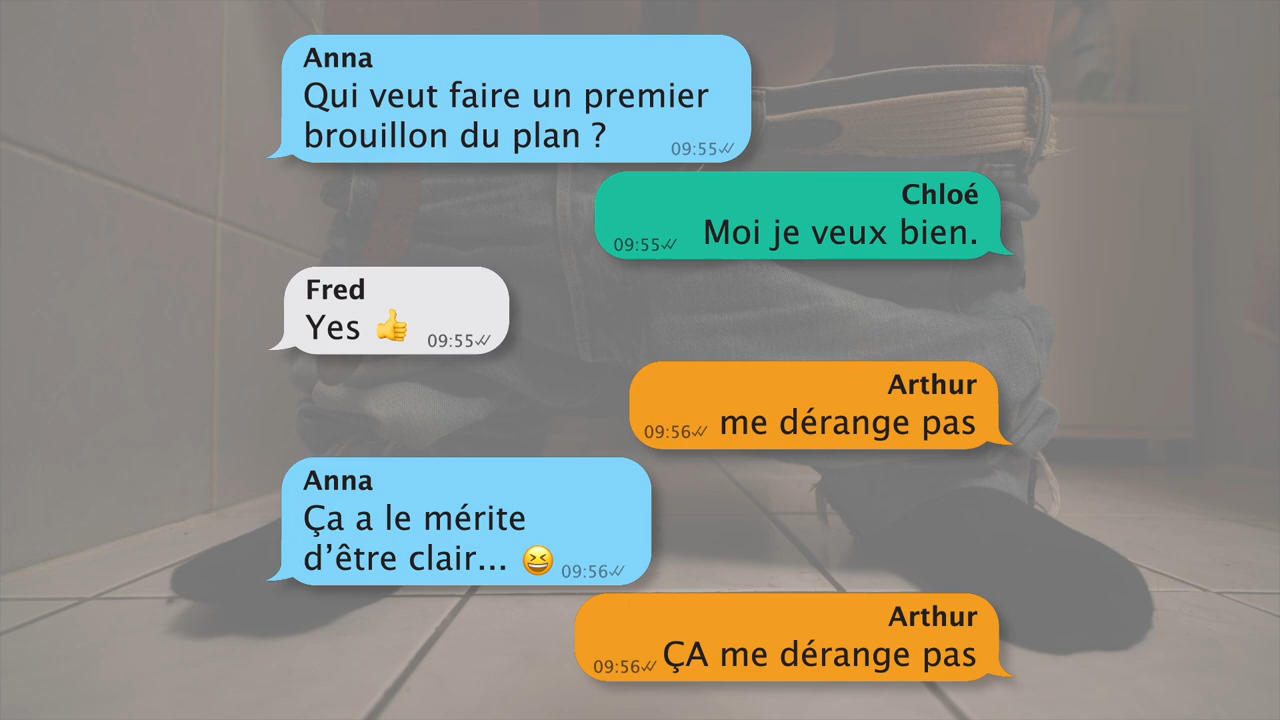 Anna
Qui veut faire un premier
brouillon du plan ?
09:55
Chloé
Moi je veux bien.
09:55
Fred
Yes 👍
09:55
Arthur
me dérange pas
09:56
Anna
Ça a le mérite
d’être clair... 😆
09:56
Arthur
ÇA me dérange pas
09:56